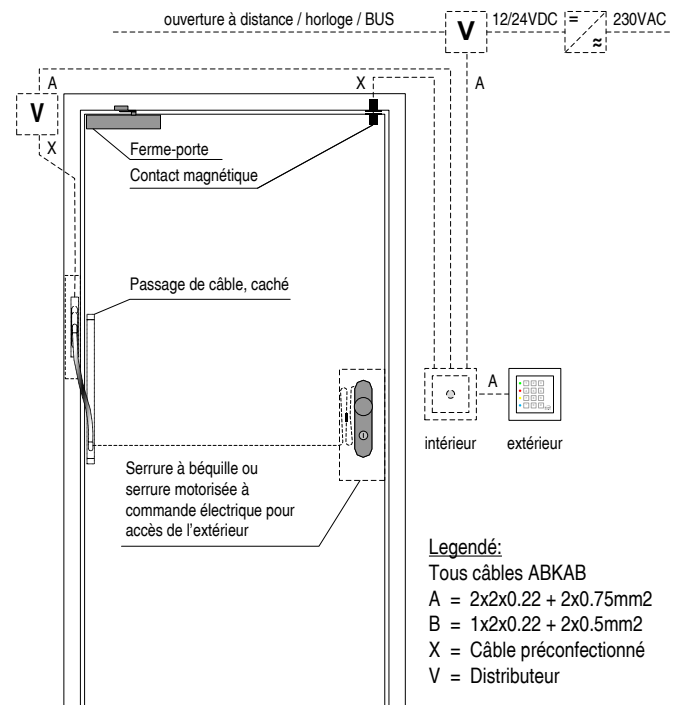 ouverture à distance / horloge / BUS
V
12/24VDC
=
≈
230VAC
A
X
A
V
X
Ferme-porte
Contact magnétique
Passage de câble, caché
A
intérieur
extérieur
Serrure à béquille ou
serrure motorisée à
commande électrique pour
accès de l'extérieur
Legendé:
Tous câbles ABKAB
A = 2x2x0.22 + 2x0.75mm2
B = 1x2x0.22 + 2x0.5mm2
X = Câble préconfectionné
V = Distributeur